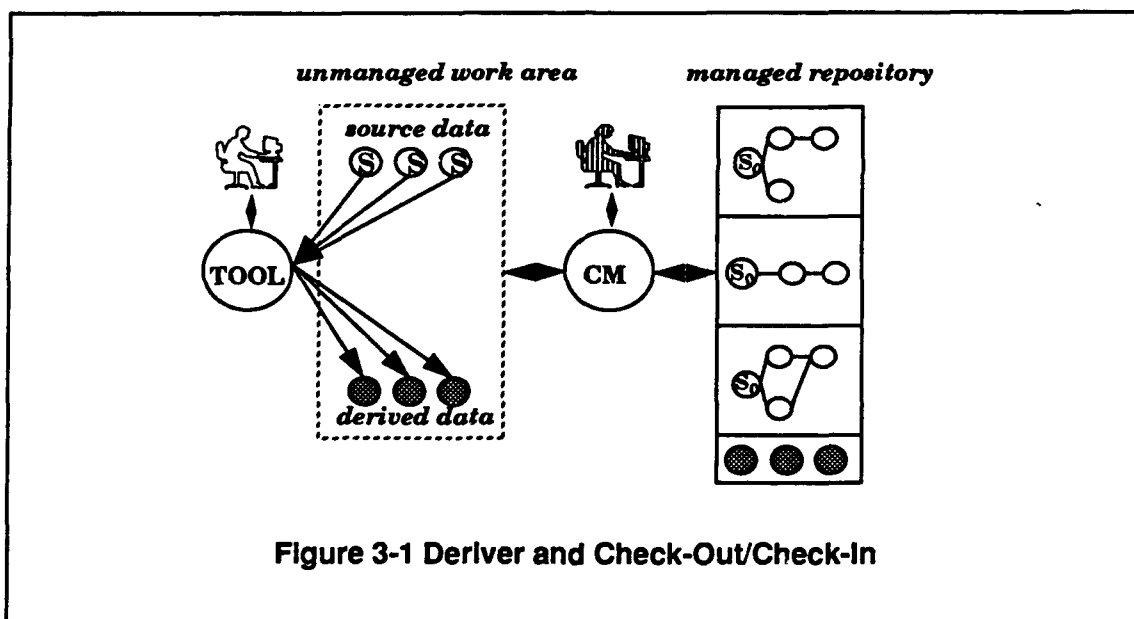 unmanaged work area
managed repository
source data
S S S
S₀
TOOL
CM
S₀
S₀
derived data
Figure 3-1 Deriver and Check-Out/Check-In